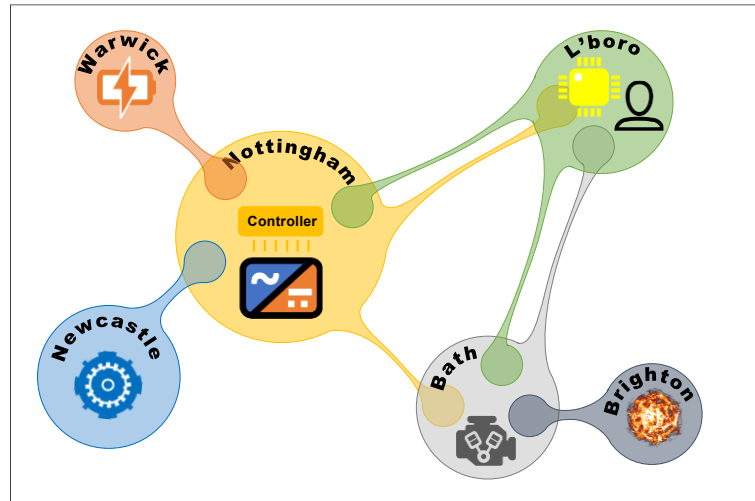 Warwick
L'boro
Nottingham
Controller
Newcastle
Bath
Brighton